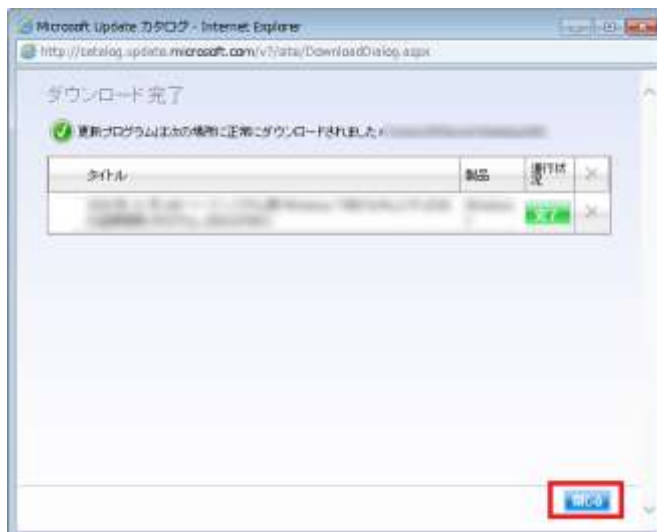 Microsoft Update カタログ - Internet Explorer
http://catalog.update.microsoft.com/v7/site/DownloadDialog.aspx
ダウンロード完了
更新プログラムは次の場所に正常にダウンロードされました
タイトル 製品 進行状況
完了
閉じる